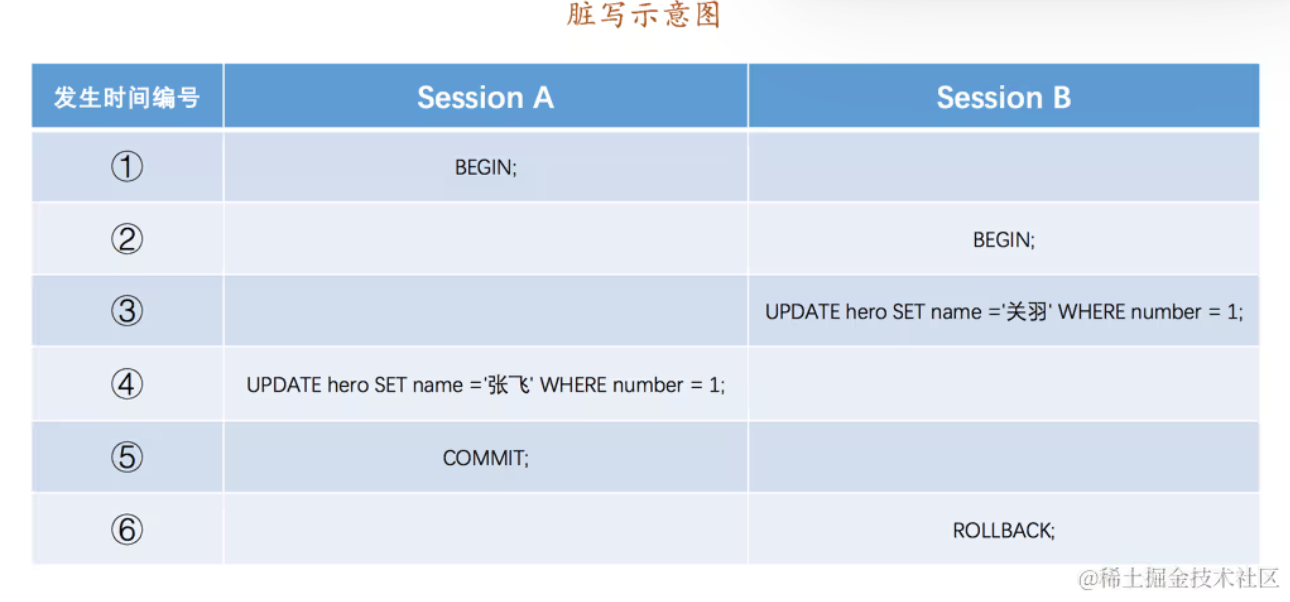 脏写示意图
发生时间编号 Session A Session B
① BEGIN;
② BEGIN;
③ UPDATE hero SET name ='关羽' WHERE number = 1;
④ UPDATE hero SET name ='张飞' WHERE number = 1;
⑤ COMMIT;
⑥ ROLLBACK;
@稀土掘金技术社区